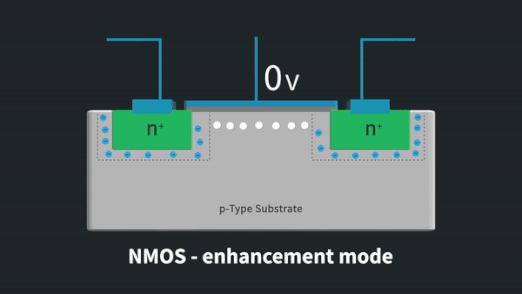 0v
n⁺
n⁺
p-Type Substrate
NMOS - enhancement mode